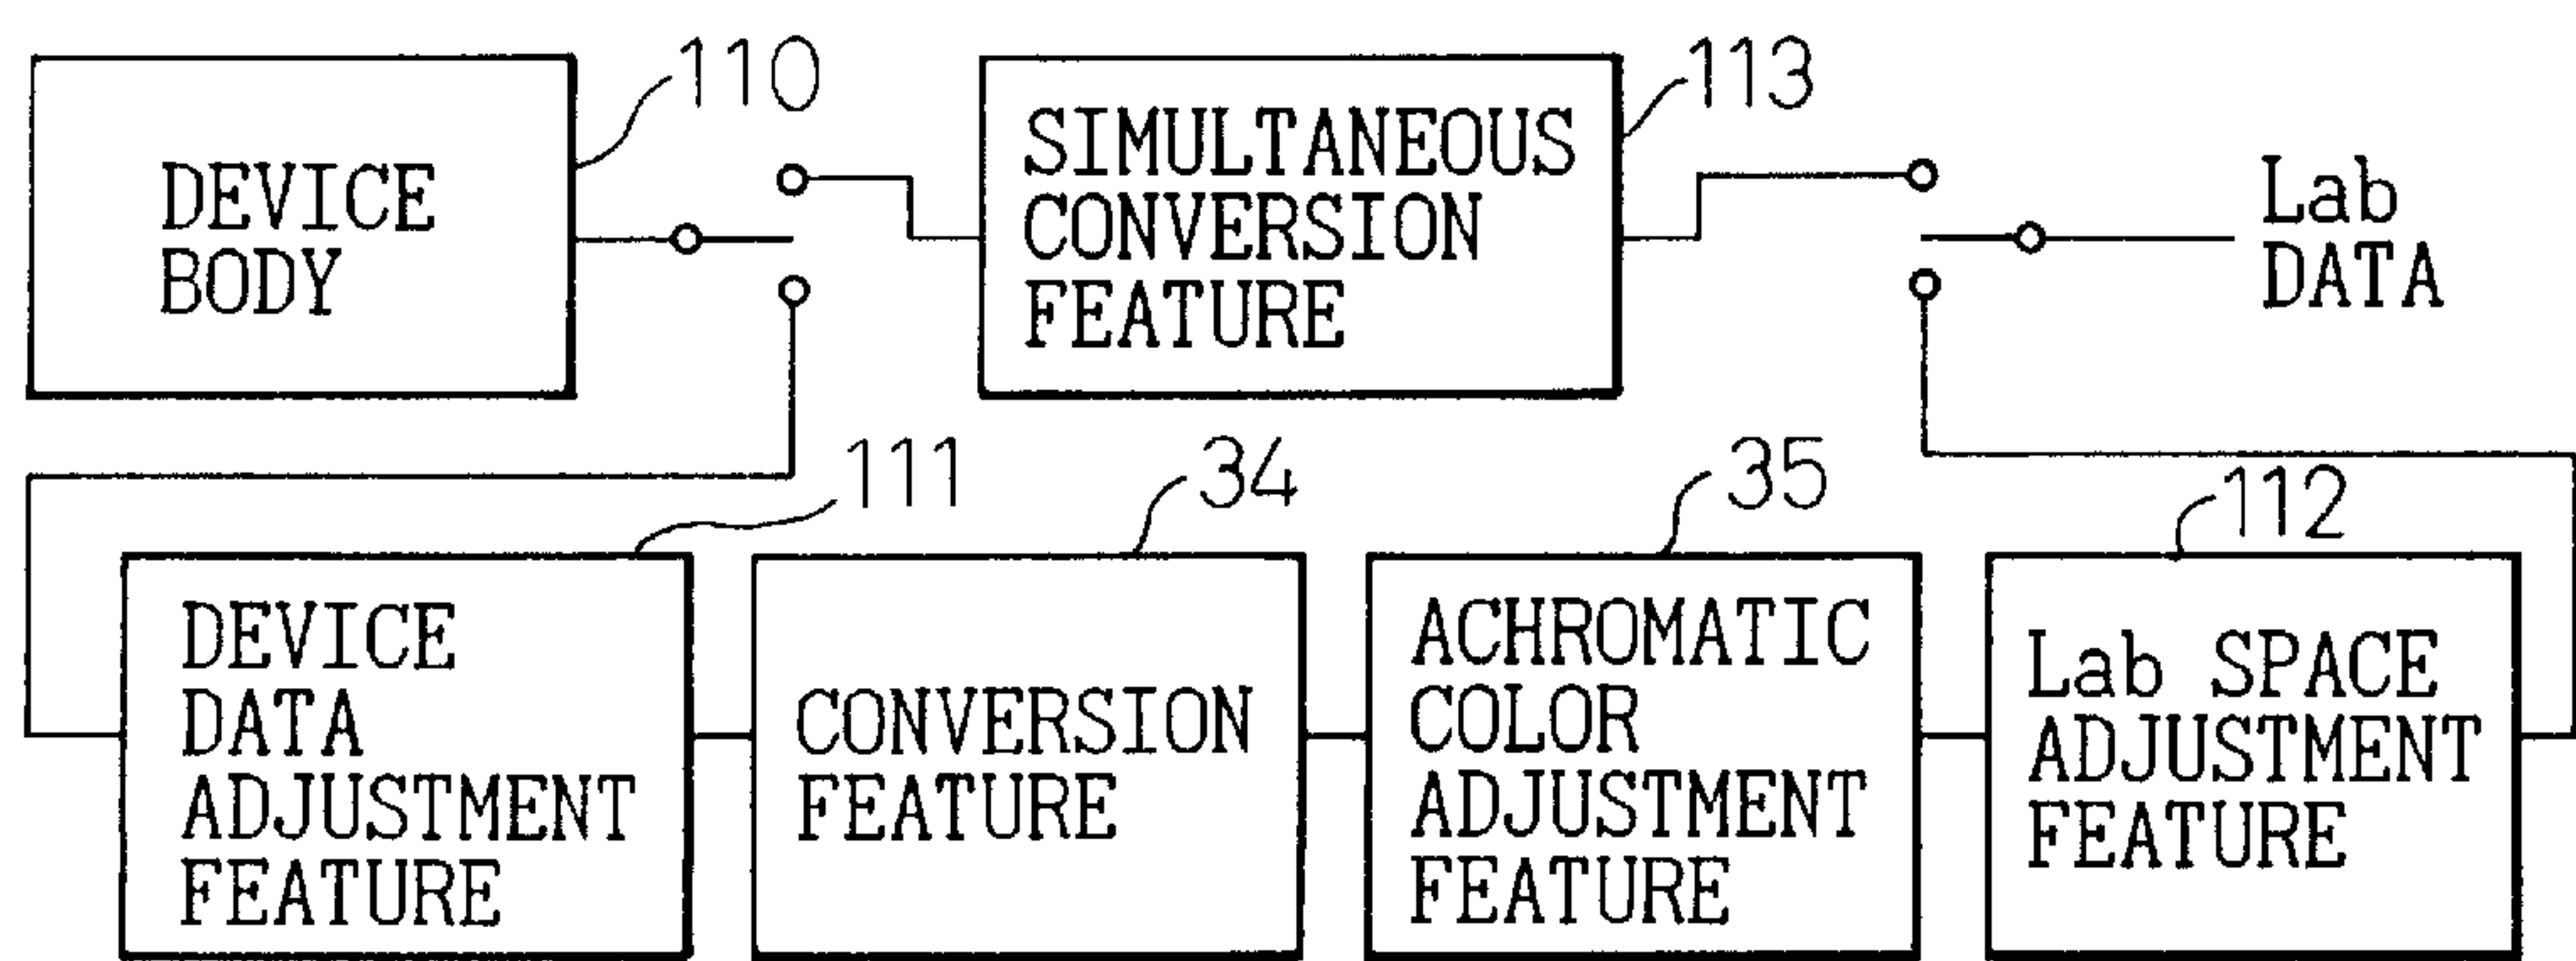 110
DEVICE
BODY
113
SIMULTANEOUS
CONVERSION
FEATURE
Lab
DATA
111
DEVICE
DATA
ADJUSTMENT
FEATURE
34
CONVERSION
FEATURE
35
ACHROMATIC
COLOR
ADJUSTMENT
FEATURE
112
Lab SPACE
ADJUSTMENT
FEATURE